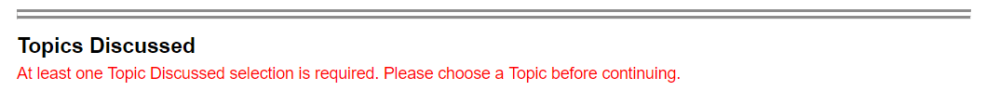 Topics Discussed
At least one Topic Discussed selection is required. Please choose a Topic before continuing.